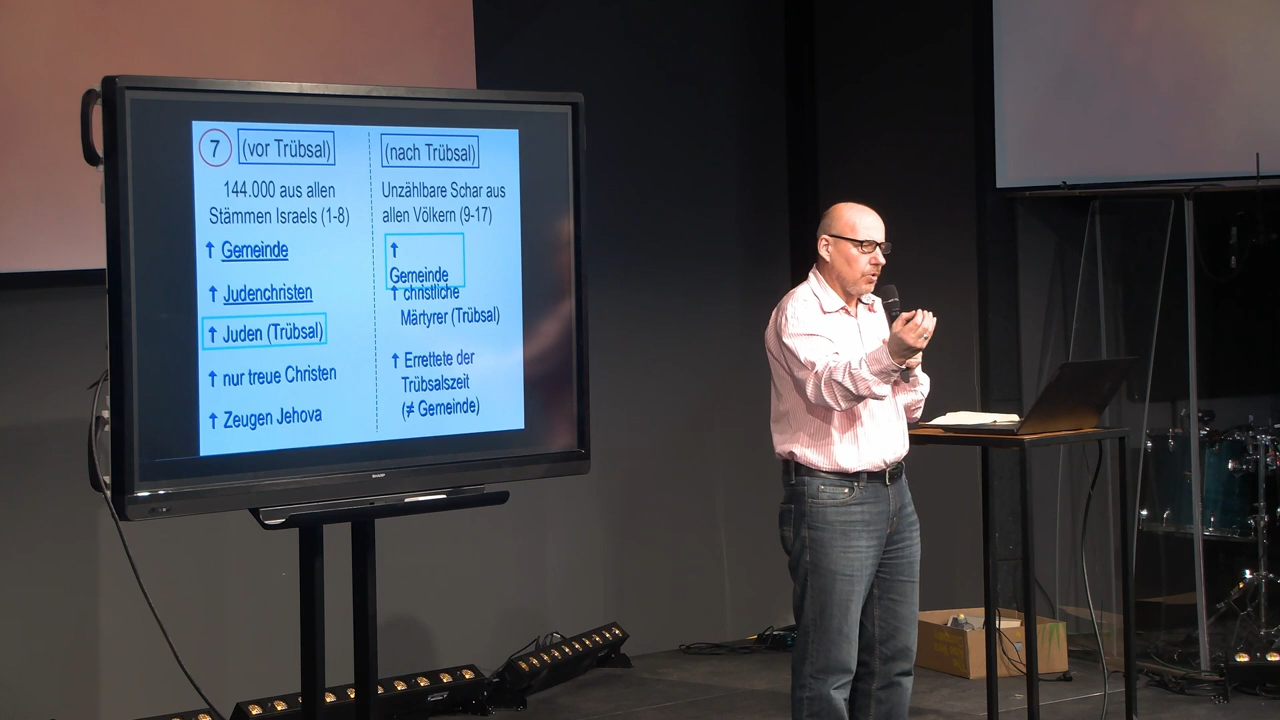 7 (vor Trübsal)
144.000 aus allen
Stämmen Israels (1-8)
↑ Gemeinde
↑ Judenchristen
↑ Juden (Trübsal)
↑ nur treue Christen
↑ Zeugen Jehova
(nach Trübsal)
Unzählbare Schar aus
allen Völkern (9-17)
↑
Gemeinde
↑ christliche
Märtyrer (Trübsal)
↑ Errettete der
Trübsalszeit
(≠ Gemeinde)
SHARP